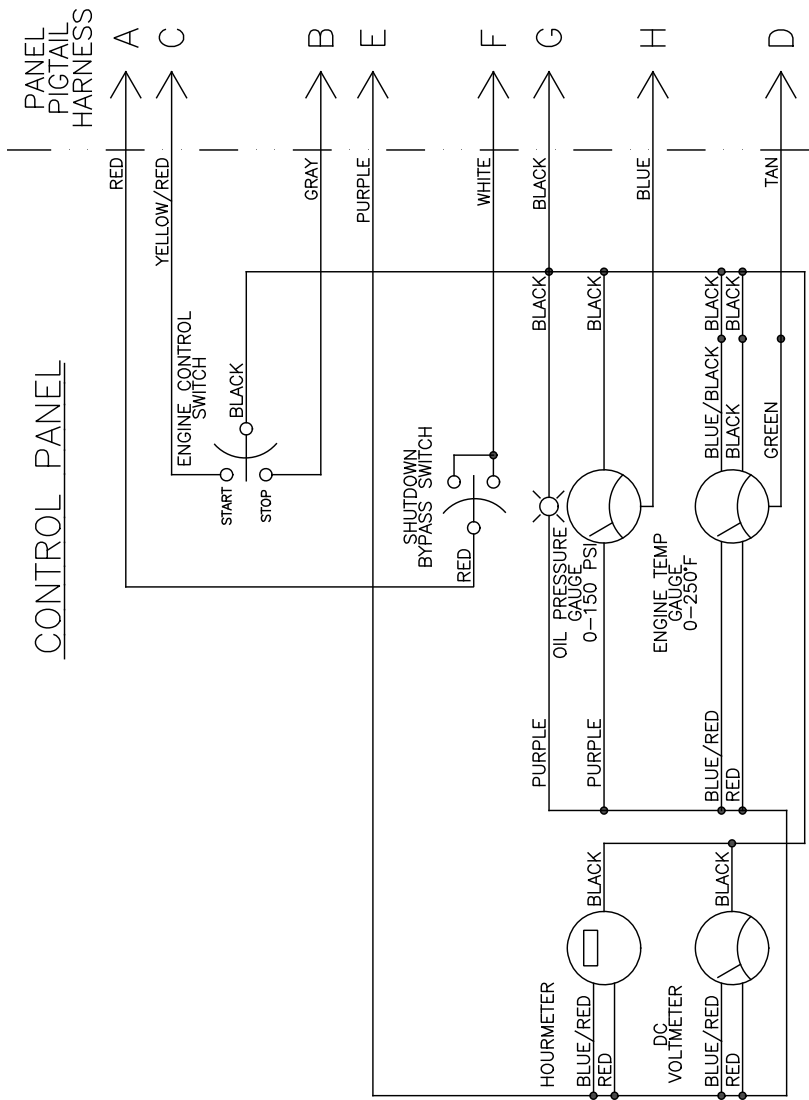 CONTROL PANEL
PANEL
PIGTAIL
HARNESS
A
C
B
E
F
G
H
D
RED
YELLOW/RED
GRAY
PURPLE
WHITE
BLACK
BLUE
TAN
ENGINE CONTROL
SWITCH
START
STOP
BLACK
SHUTDOWN
BYPASS SWITCH
RED
BLACK
BLACK
BLACK
BLACK
BLUE/BLACK
BLACK
GREEN
OIL PRESSURE
GAUGE
0-150 PSI
ENGINE TEMP
GAUGE
0-250°F
PURPLE
PURPLE
BLUE/RED
RED
BLACK
BLACK
HOURMETER
BLUE/RED
RED
DC
VOLTMETER
BLUE/RED
RED